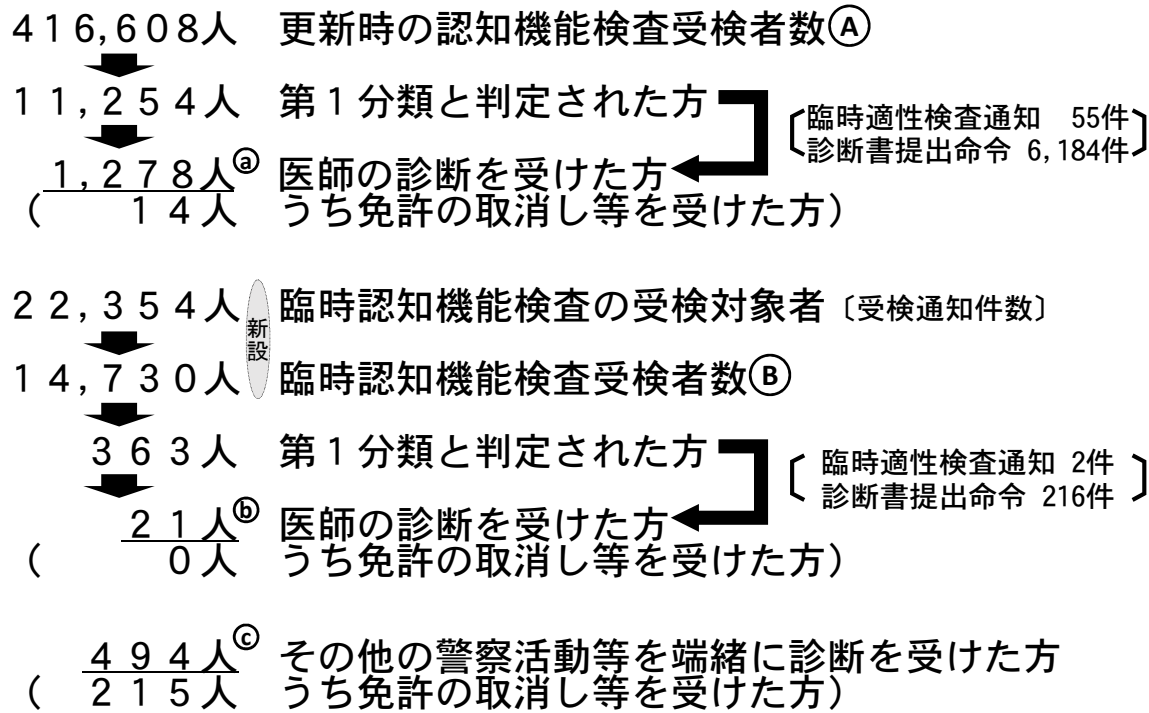 416,608人 更新時の認知機能検査受検者数Ⓐ
11,254人 第1分類と判定された方
臨時適性検査通知 55件
診断書提出命令 6,184件
1,278人ⓐ 医師の診断を受けた方
( 14人 うち免許の取消し等を受けた方)
22,354人 臨時認知機能検査の受検対象者〔受検通知件数〕
新設
14,730人 臨時認知機能検査受検者数Ⓑ
363人 第1分類と判定された方
臨時適性検査通知 2件
診断書提出命令 216件
21人ⓑ 医師の診断を受けた方
( 0人 うち免許の取消し等を受けた方)
494人ⓒ その他の警察活動等を端緒に診断を受けた方
( 215人 うち免許の取消し等を受けた方)